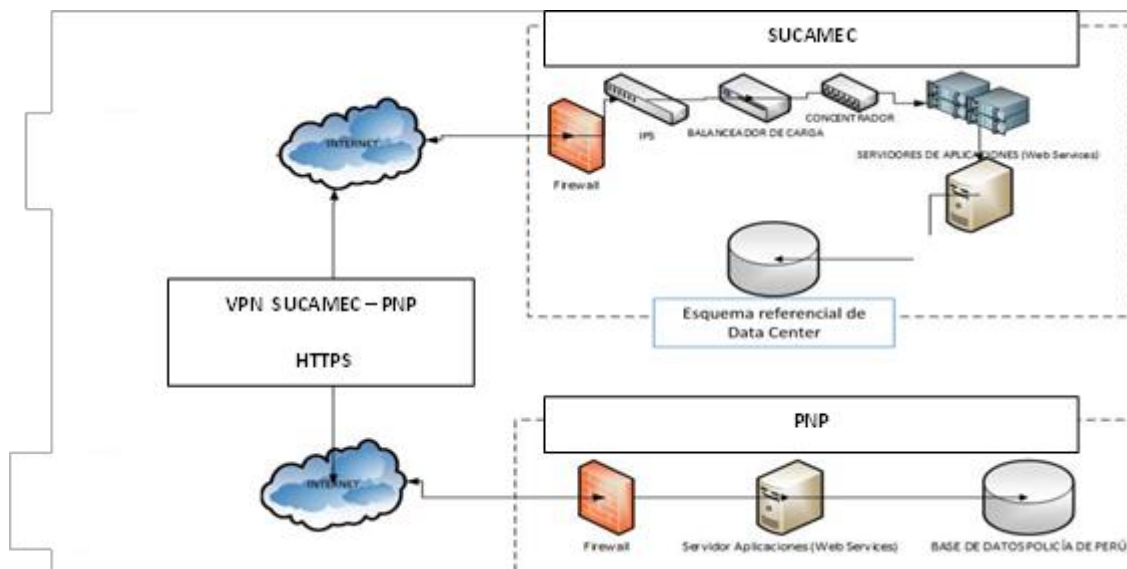 SUCAMEC
INTERNET
Firewall
IPS
BALANCEADOR DE CARGA
CONCENTRADOR
SERVIDORES DE APLICACIONES (Web Services)
Esquema referencial de
Data Center
VPN SUCAMEC – PNP
HTTPS
PNP
INTERNET
Firewall
Servidor Aplicaciones (Web Services)
BASE DE DATOS POLICÍA DE PERÚ